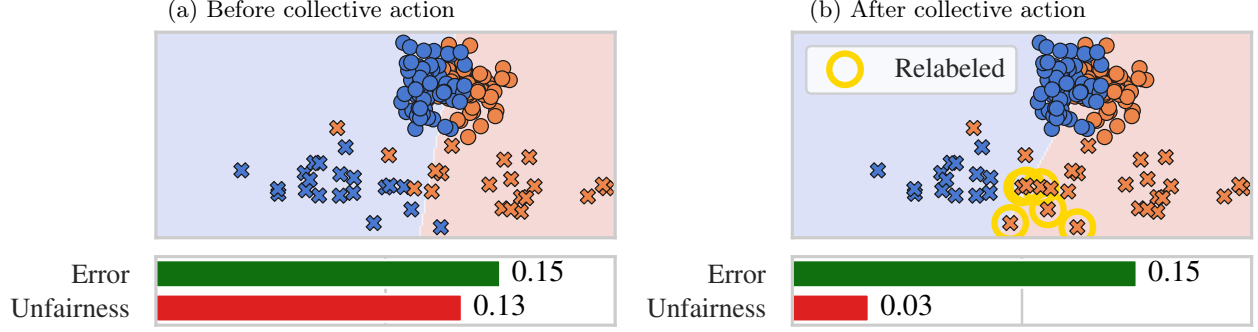 (a) Before collective action
Error 0.15
Unfairness 0.13
(b) After collective action
Relabeled
Error 0.15
Unfairness 0.03